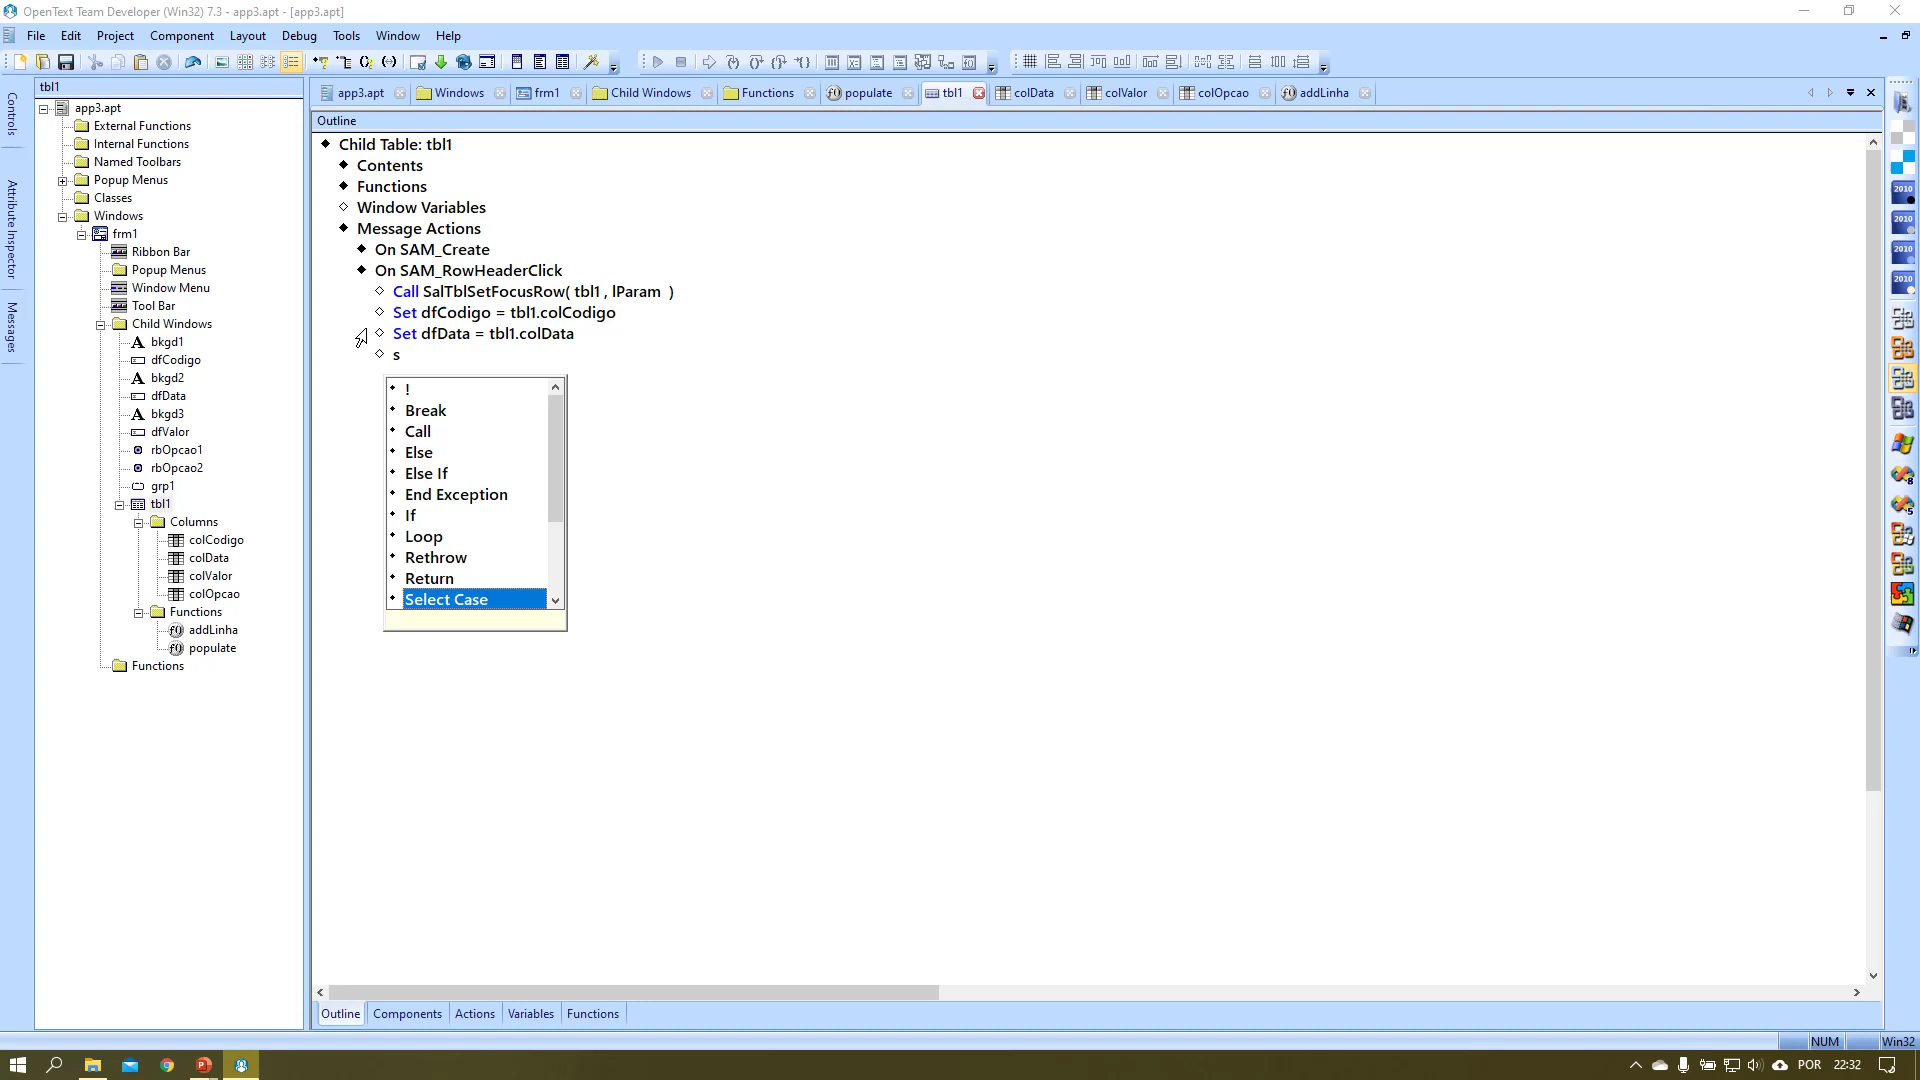 OpenText Team Developer (Win32) 7.3 - app3.apt - [app3.apt]
File Edit Project Component Layout Debug Tools Window Help
tbl1
app3.apt Windows frm1 Child Windows Functions populate tbl1 colData colValor colOpcao addLinha
Controls
Attribute Inspector
Messages
app3.apt
External Functions
Internal Functions
Named Toolbars
Popup Menus
Classes
Windows
frm1
Ribbon Bar
Popup Menus
Window Menu
Tool Bar
Child Windows
bkgd1
dfCodigo
bkgd2
dfData
bkgd3
dfValor
rbOpcao1
rbOpcao2
grp1
tbl1
Columns
colCodigo
colData
colValor
colOpcao
Functions
addLinha
populate
Functions
Outline
Child Table: tbl1
Contents
Functions
Window Variables
Message Actions
On SAM_Create
On SAM_RowHeaderClick
Call SalTblSetFocusRow( tbl1 , lParam )
Set dfCodigo = tbl1.colCodigo
Set dfData = tbl1.colData
s
!
Break
Call
Else
Else If
End Exception
If
Loop
Rethrow
Return
Select Case
2010
2010
2010
2010
Outline Components Actions Variables Functions
NUM Win32
POR 22:32